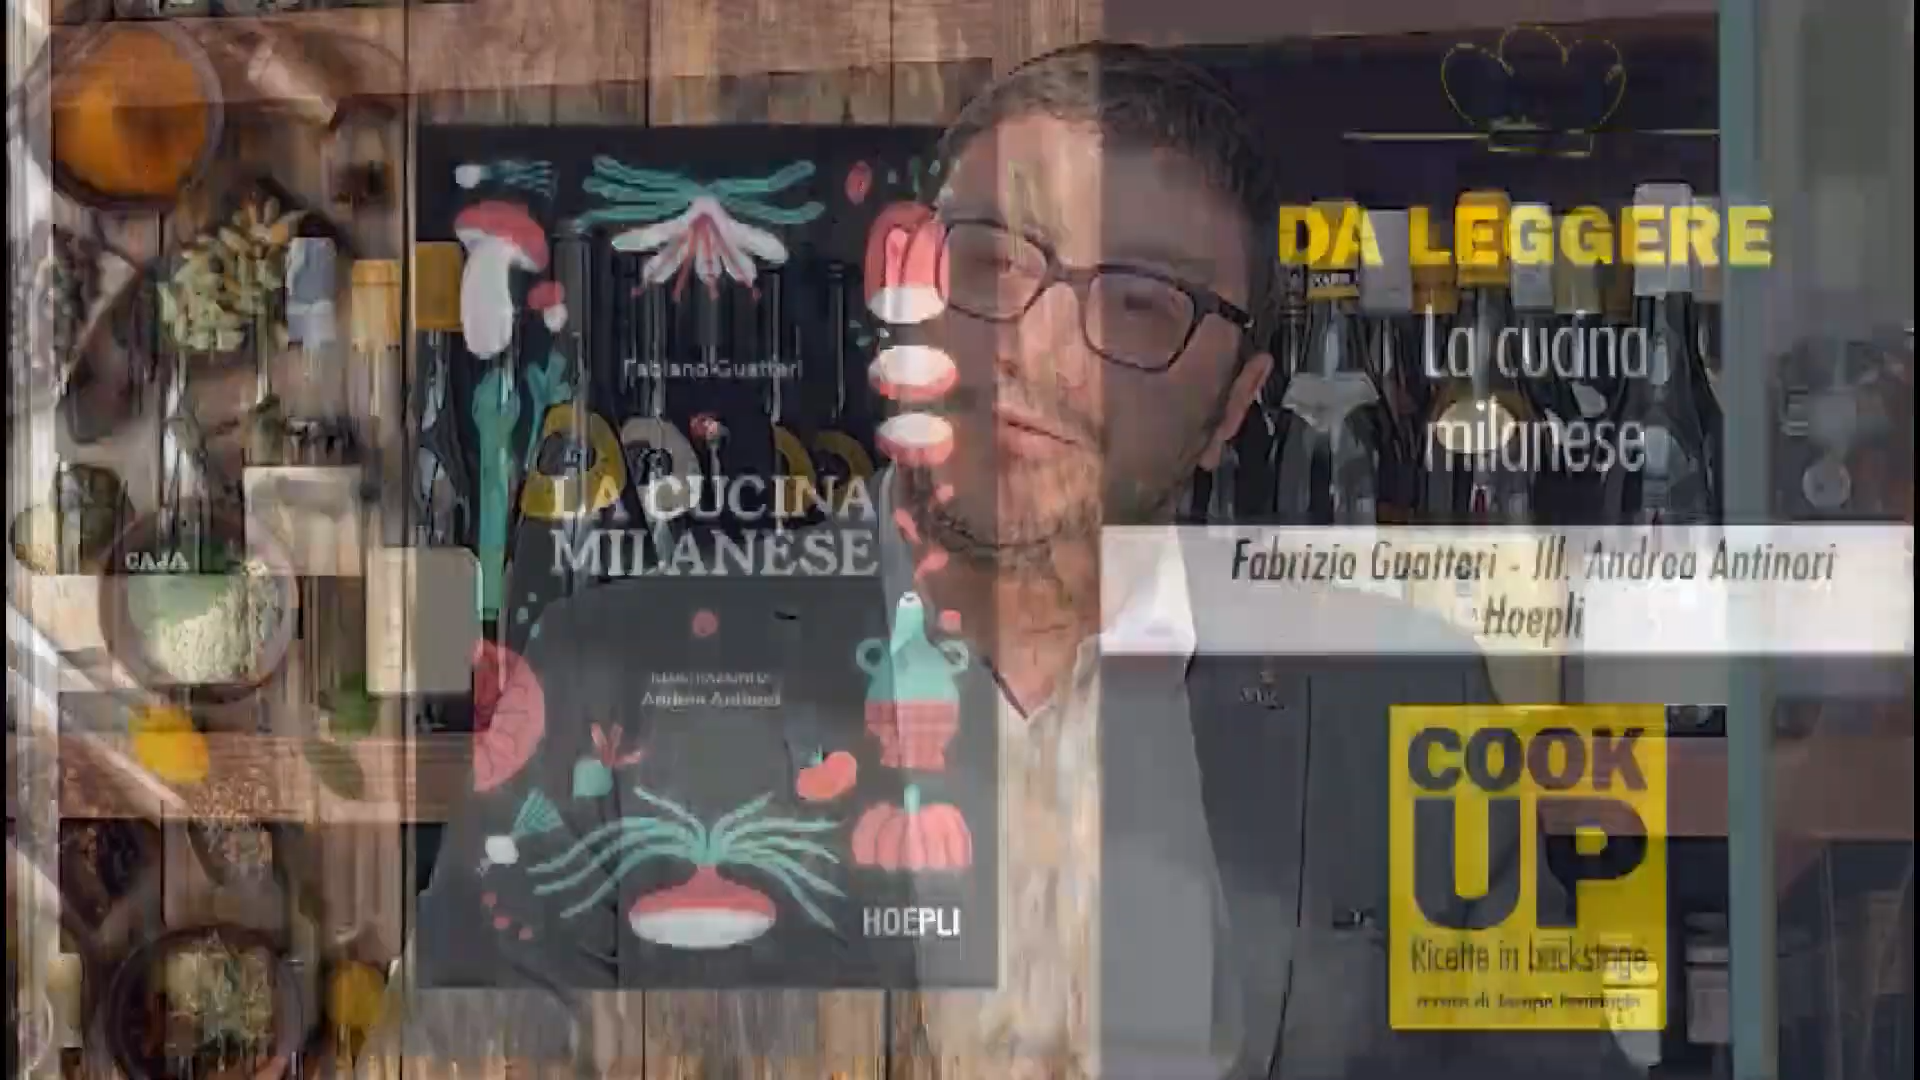 Fabiano Guatteri
LA CUCINA
MILANESE
Andrea Antinori
HOEPLI
CAJA
DA LEGGERE
La cucina
milanese
Fabrizio Guatteri - Ill. Andrea Antinori
Hoepli
COOK
UP
Ricette in backstage